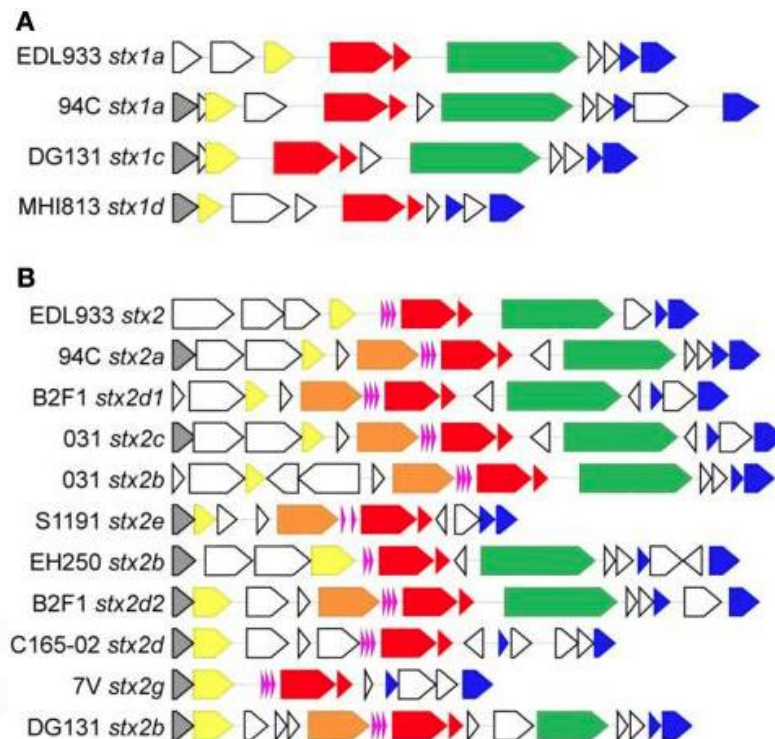 A
EDL933 stx1a
94C stx1a
DG131 stx1c
MHI813 stx1d
B
EDL933 stx2
94C stx2a
B2F1 stx2d1
031 stx2c
031 stx2b
S1191 stx2e
EH250 stx2b
B2F1 stx2d2
C165-02 stx2d
7V stx2g
DG131 stx2b